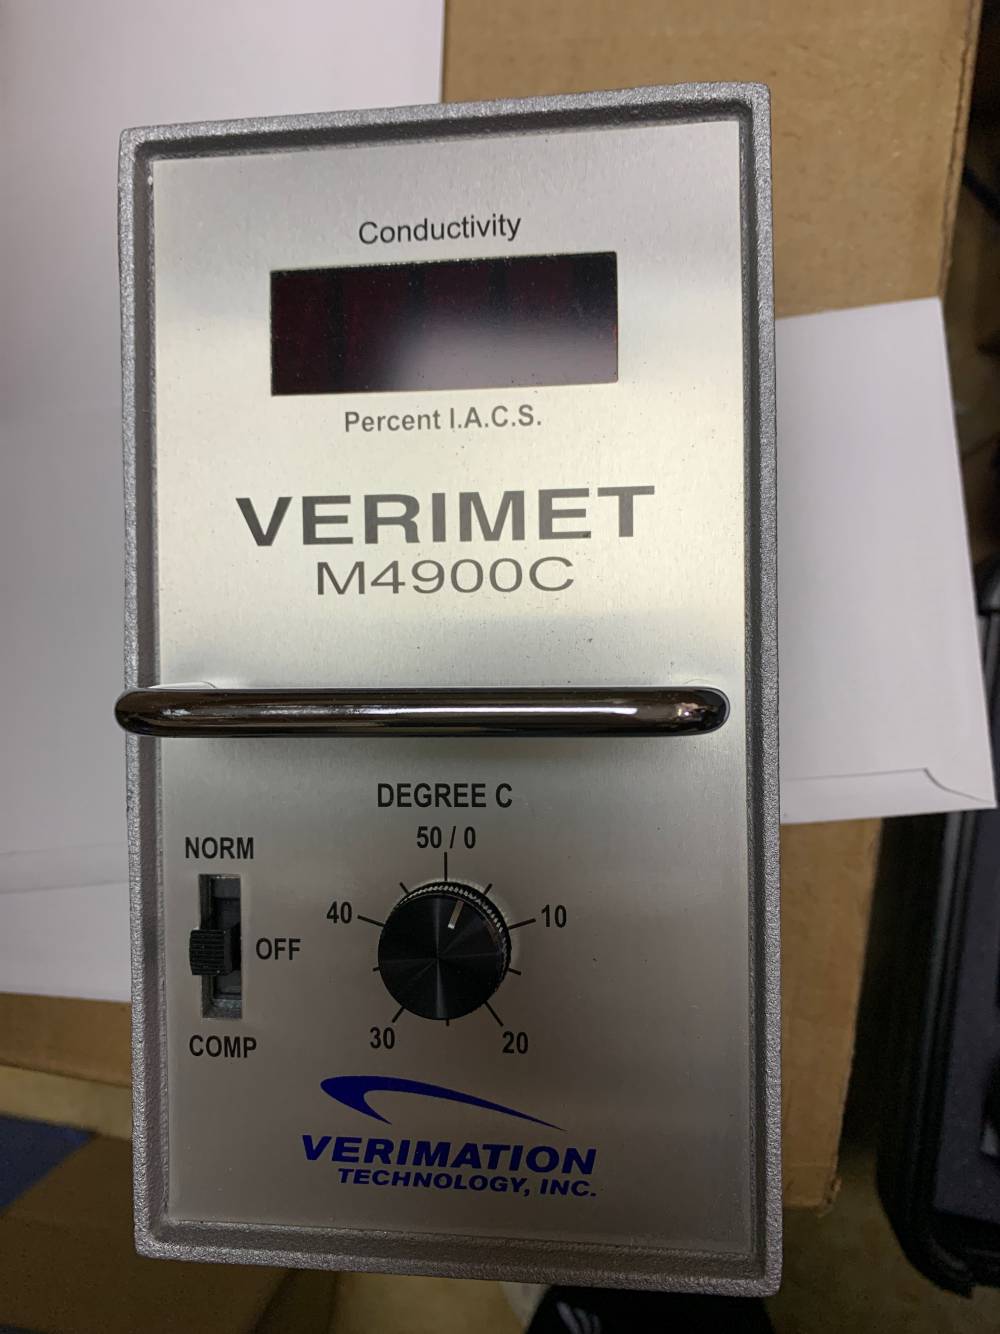 Conductivity
Percent I.A.C.S.
VERIMET
M4900C
DEGREE C
50 / 0
NORM
40
10
OFF
30
20
COMP
VERIMATION
TECHNOLOGY, INC.